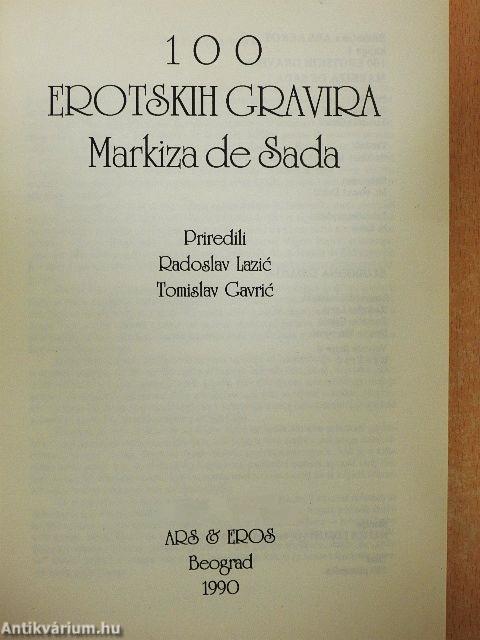 100
EROTSKIH GRAVIRA
Markiza de Sada
Priredili
Radoslav Lazić
Tomislav Gavrić
ARS & EROS
Beograd
1990
Antikvárium.hu